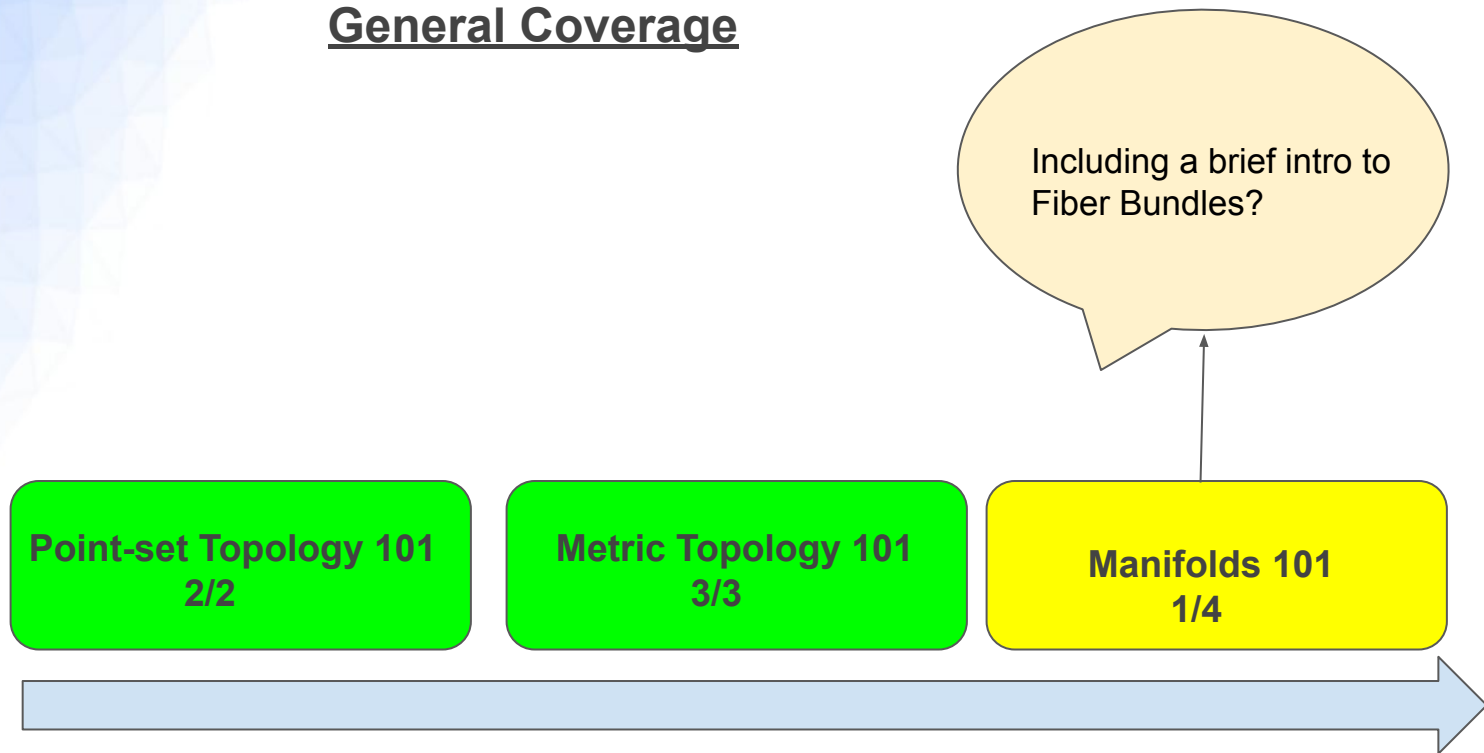 General Coverage
Including a brief intro to
Fiber Bundles?
Point-set Topology 101
2/2
Metric Topology 101
3/3
Manifolds 101
1/4